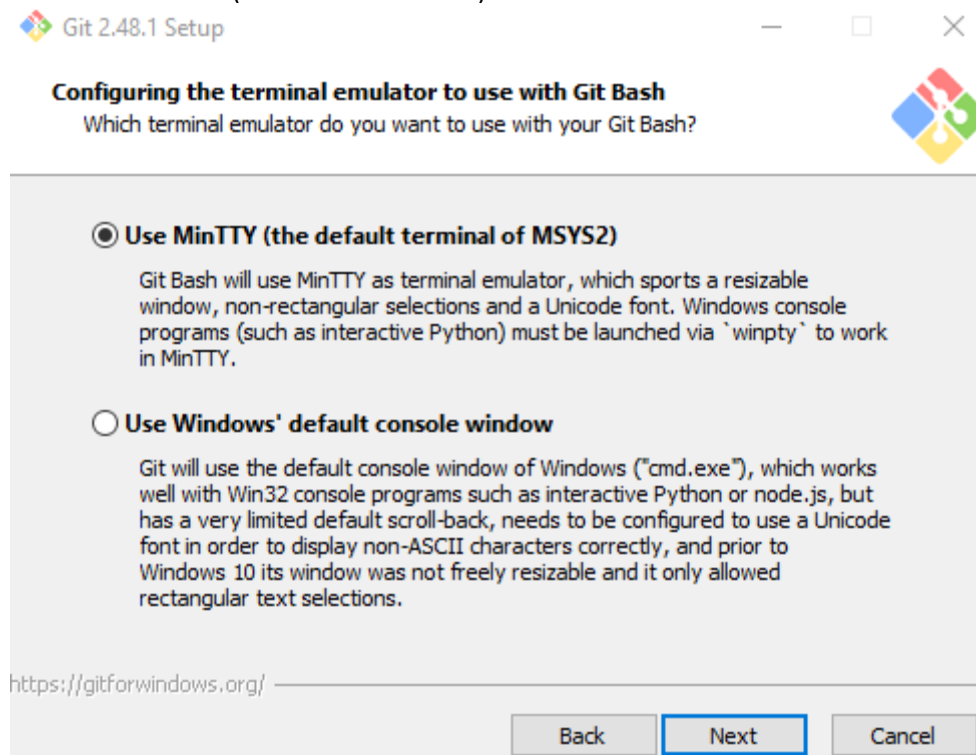 Git 2.48.1 Setup
Configuring the terminal emulator to use with Git Bash
Which terminal emulator do you want to use with your Git Bash?
Use MinTTY (the default terminal of MSYS2)
Git Bash will use MinTTY as terminal emulator, which sports a resizable
window, non-rectangular selections and a Unicode font. Windows console
programs (such as interactive Python) must be launched via `winpty` to work
in MinTTY.
Use Windows' default console window
Git will use the default console window of Windows ("cmd.exe"), which works
well with Win32 console programs such as interactive Python or node.js, but
has a very limited default scroll-back, needs to be configured to use a Unicode
font in order to display non-ASCII characters correctly, and prior to
Windows 10 its window was not freely resizable and it only allowed
rectangular text selections.
https://gitforwindows.org/
Back Next Cancel